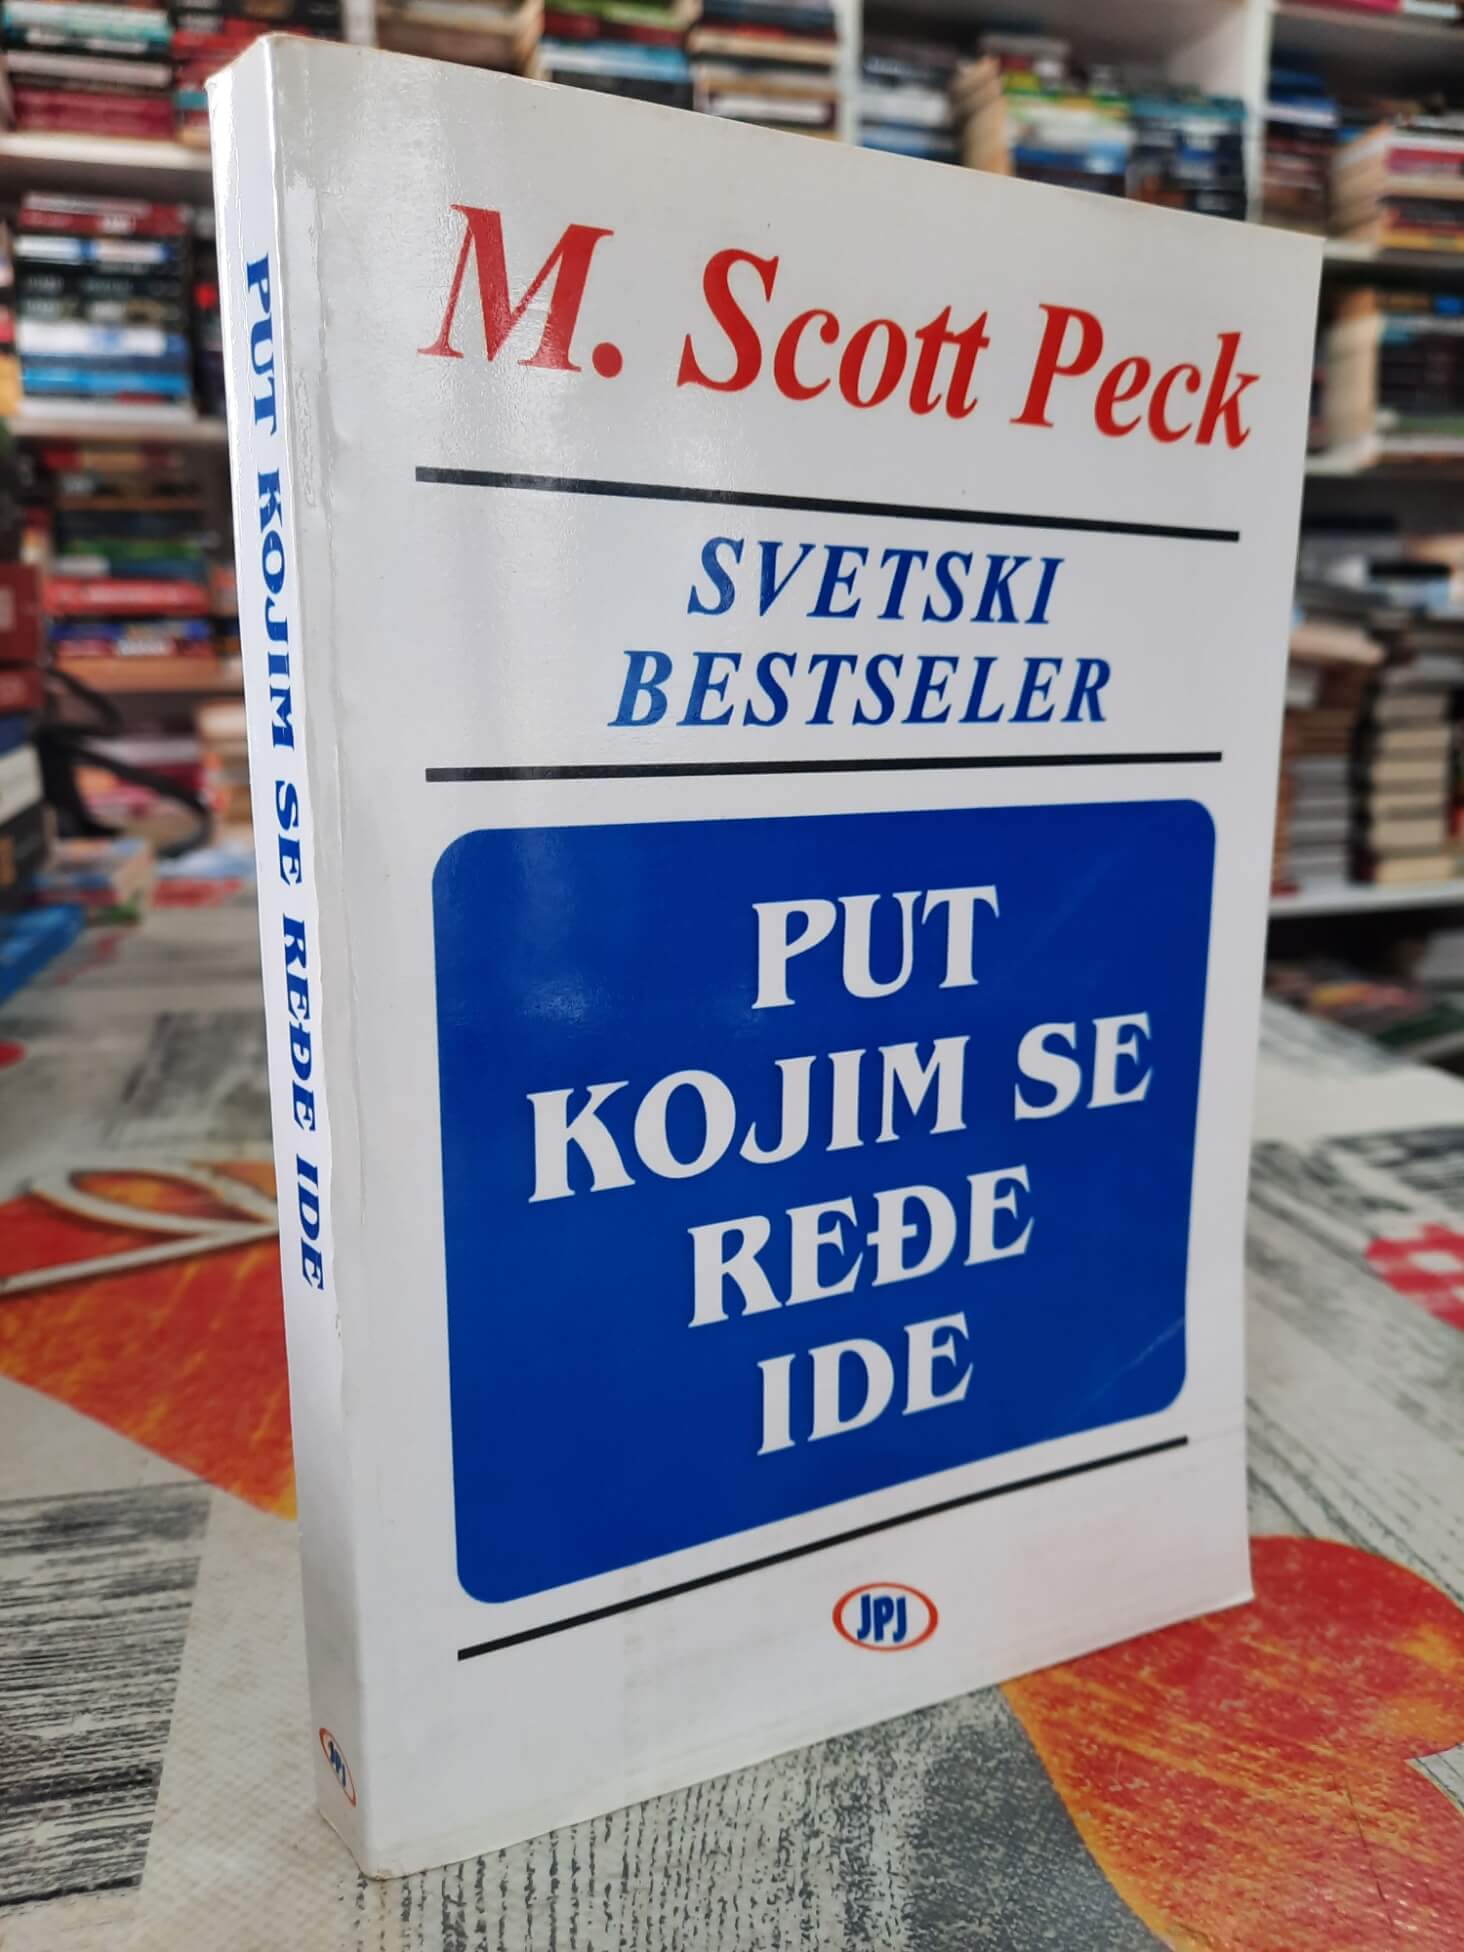 M. Scott Peck
SVETSKI
BESTSELER
PUT
KOJIM SE
REĐE
IDE
JPJ
PUT KOJIM SE REĐE IDE
JPJ